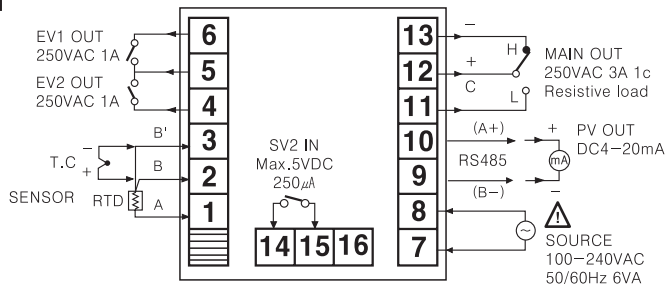 EV1 OUT
250VAC 1A
EV2 OUT
250VAC 1A
6
5
4
3
2
1
B'
B
A
T.C
−
+
SENSOR
RTD
SV2 IN
Max.5VDC
250㎂
14 15 16
13
12
11
10
9
8
7
−
+
C
H
L
MAIN OUT
250VAC 3A 1c
Resistive load
(A+)
RS485
(B−)
+
mA
−
PV OUT
DC4−20mA
SOURCE
100−240VAC
50/60Hz 6VA